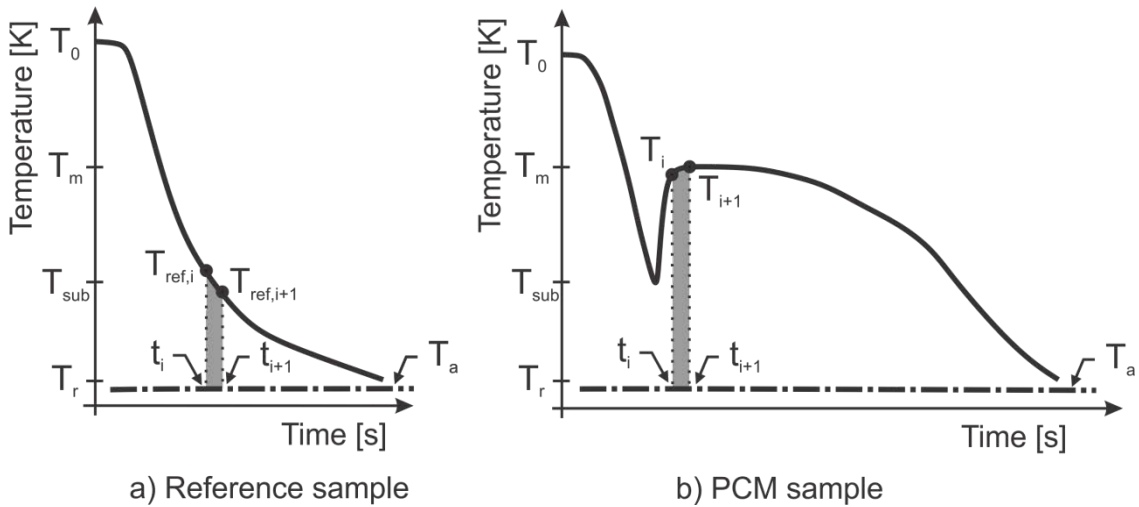 Temperature [K]
T0
Tm
Tsub
Tr
Tref,i
Tref,i+1
ti
ti+1
Ta
Time [s]
a) Reference sample
Temperature [K]
T0
Tm
Tsub
Tr
Ti
Ti+1
ti
ti+1
Ta
Time [s]
b) PCM sample